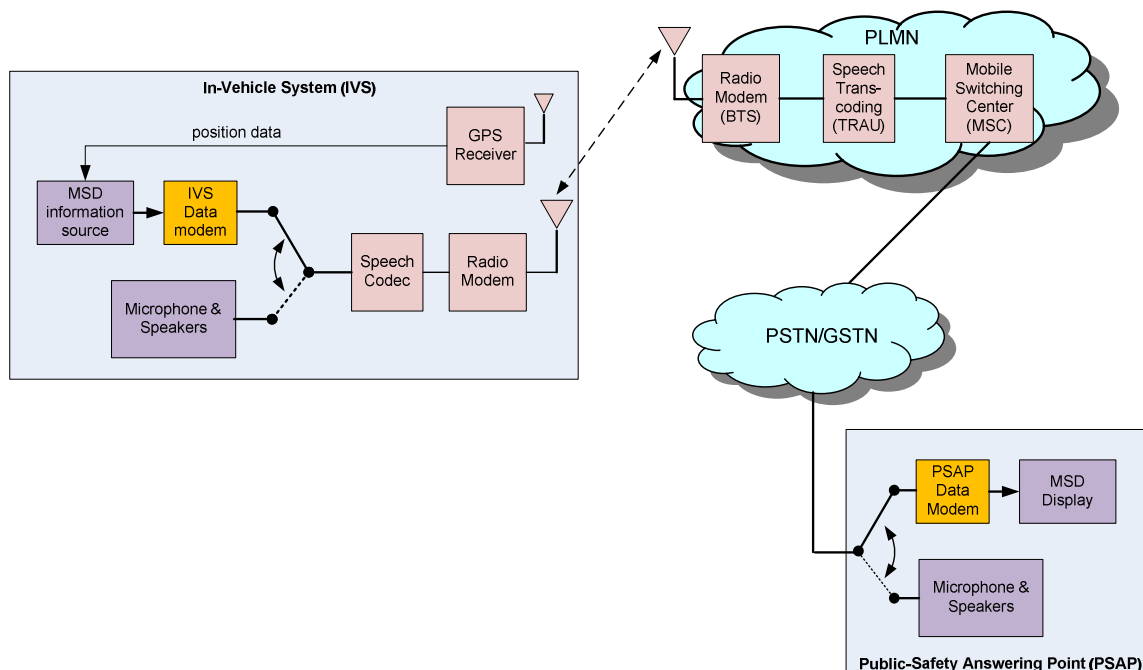 In-Vehicle System (IVS)
position data
GPS
Receiver
MSD
information
source
IVS
Data
modem
Speech
Codec
Radio
Modem
Microphone &
Speakers
PLMN
Radio
Modem
(BTS)
Speech
Trans-
coding
(TRAU)
Mobile
Switching
Center
(MSC)
PSTN/GSTN
PSAP
Data
Modem
MSD
Display
Microphone &
Speakers
Public-Safety Answering Point (PSAP)